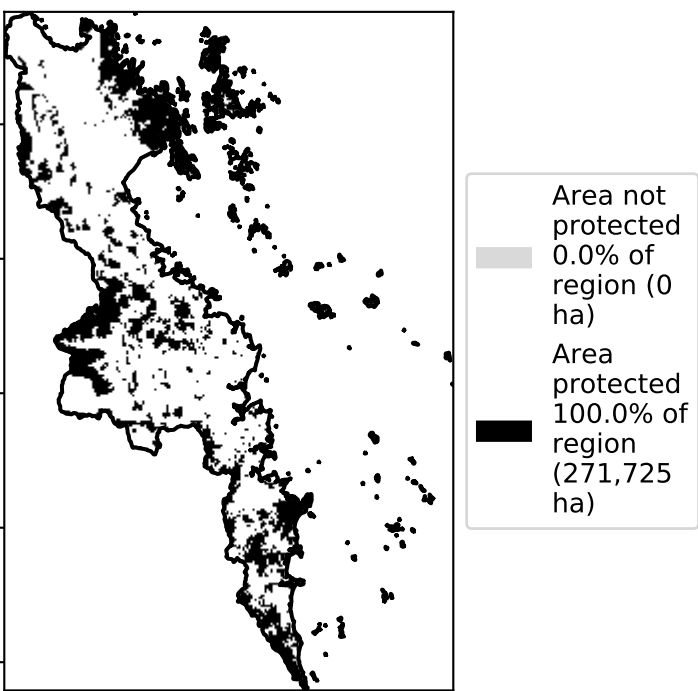 Area not
protected
0.0% of
region (0
ha)
Area
protected
100.0% of
region
(271,725
ha)